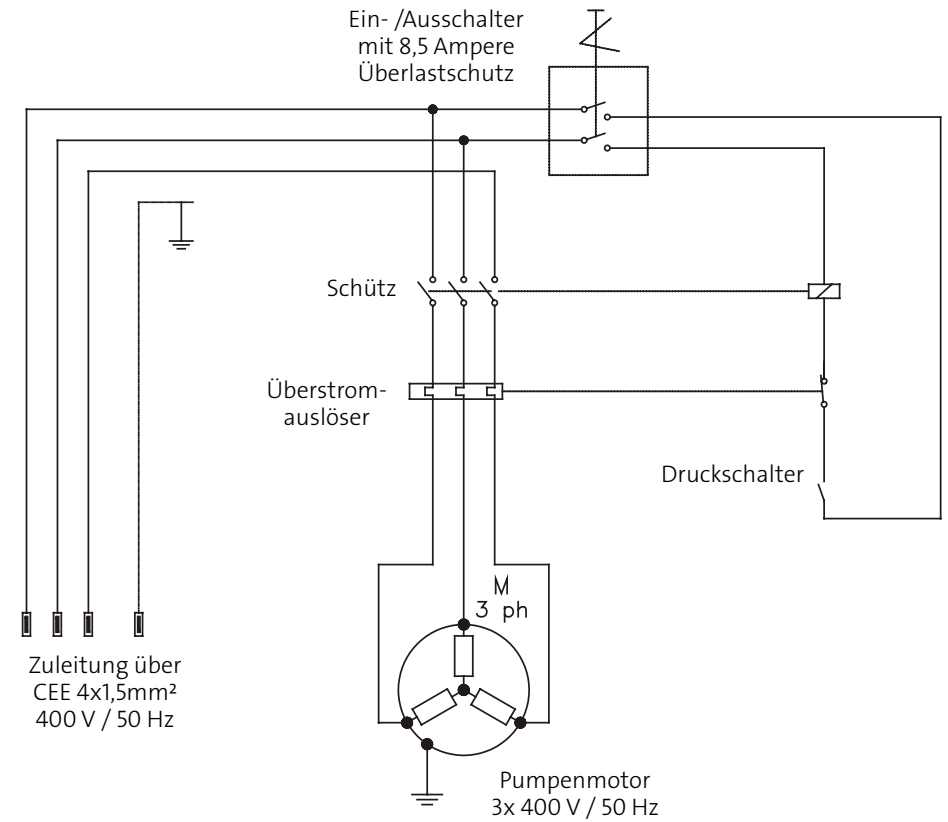 Ein- /Ausschalter
mit 8,5 Ampere
Überlastschutz
Schütz
Überstrom-
auslöser
Druckschalter
M
3 ph
Zuleitung über
CEE 4x1,5mm²
400 V / 50 Hz
Pumpenmotor
3x 400 V / 50 Hz